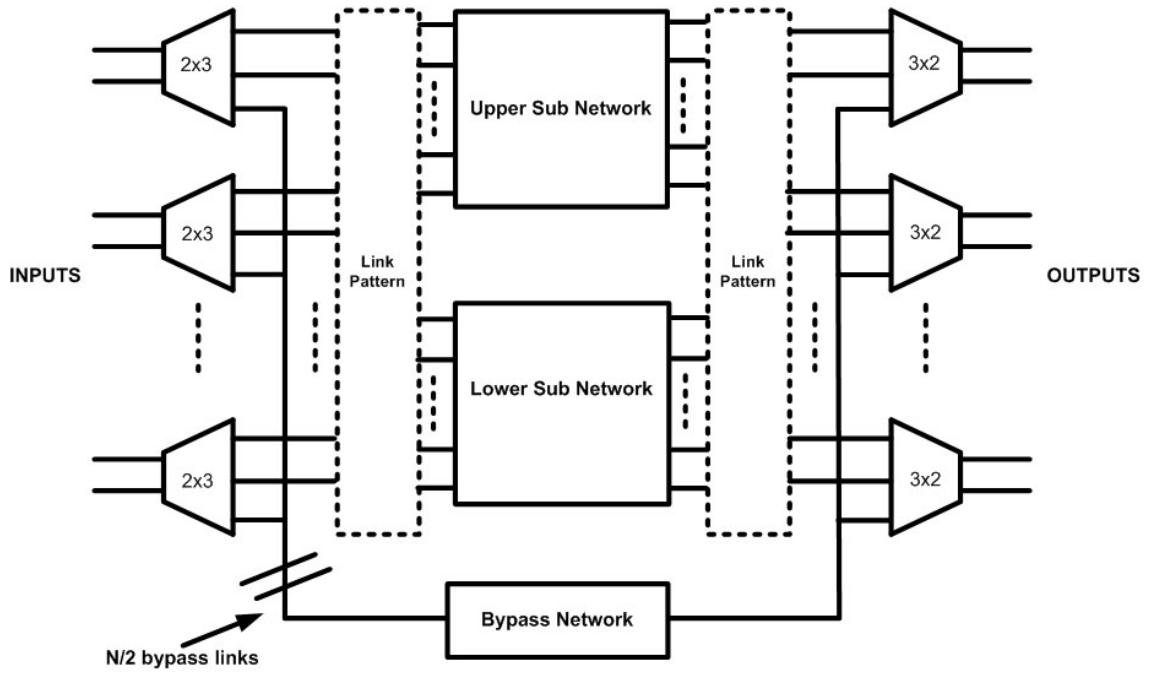 2x3
3x2
Upper Sub Network
2x3
3x2
INPUTS
Link
Pattern
Link
Pattern
OUTPUTS
Lower Sub Network
2x3
3x2
Bypass Network
N/2 bypass links